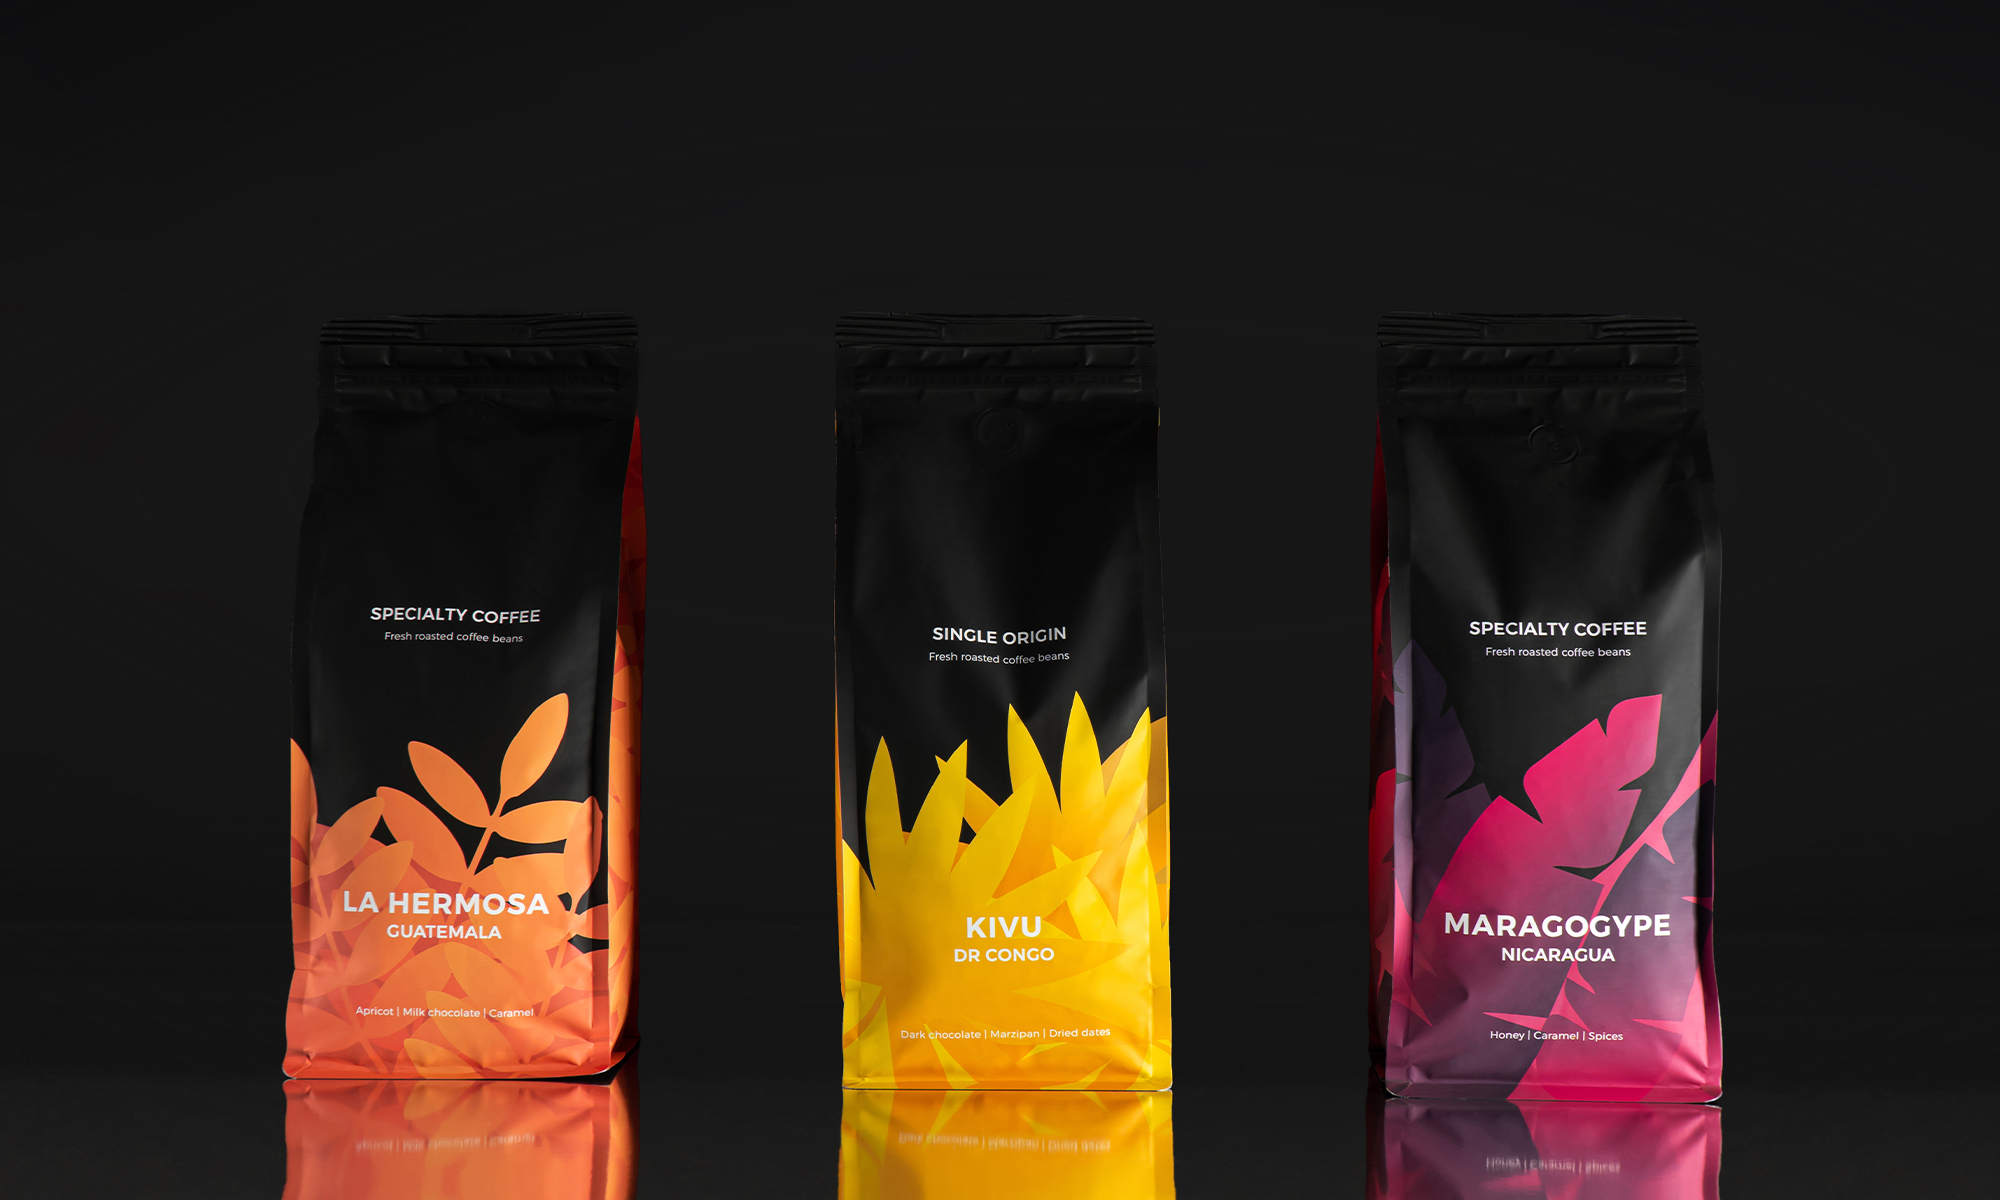 SPECIALTY COFFEE
Fresh roasted coffee beans
LA HERMOSA
GUATEMALA
Apricot | Milk chocolate | Caramel
SINGLE ORIGIN
Fresh roasted coffee beans
KIVU
DR CONGO
Dark chocolate | Marzipan | Dried dates
SPECIALTY COFFEE
Fresh roasted coffee beans
MARAGOGYPE
NICARAGUA
Honey | Caramel | Spices